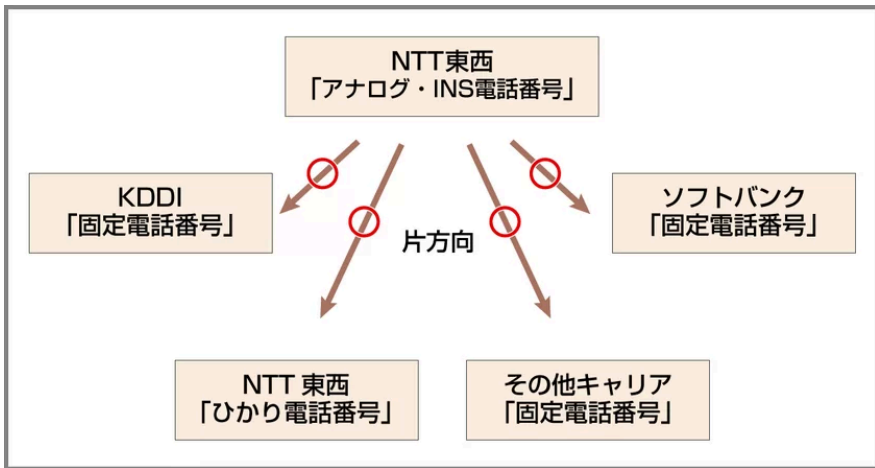 NTT東西
「アナログ・INS電話番号」
KDDI
「固定電話番号」
ソフトバンク
「固定電話番号」
片方向
NTT 東西
「ひかり電話番号」
その他キャリア
「固定電話番号」